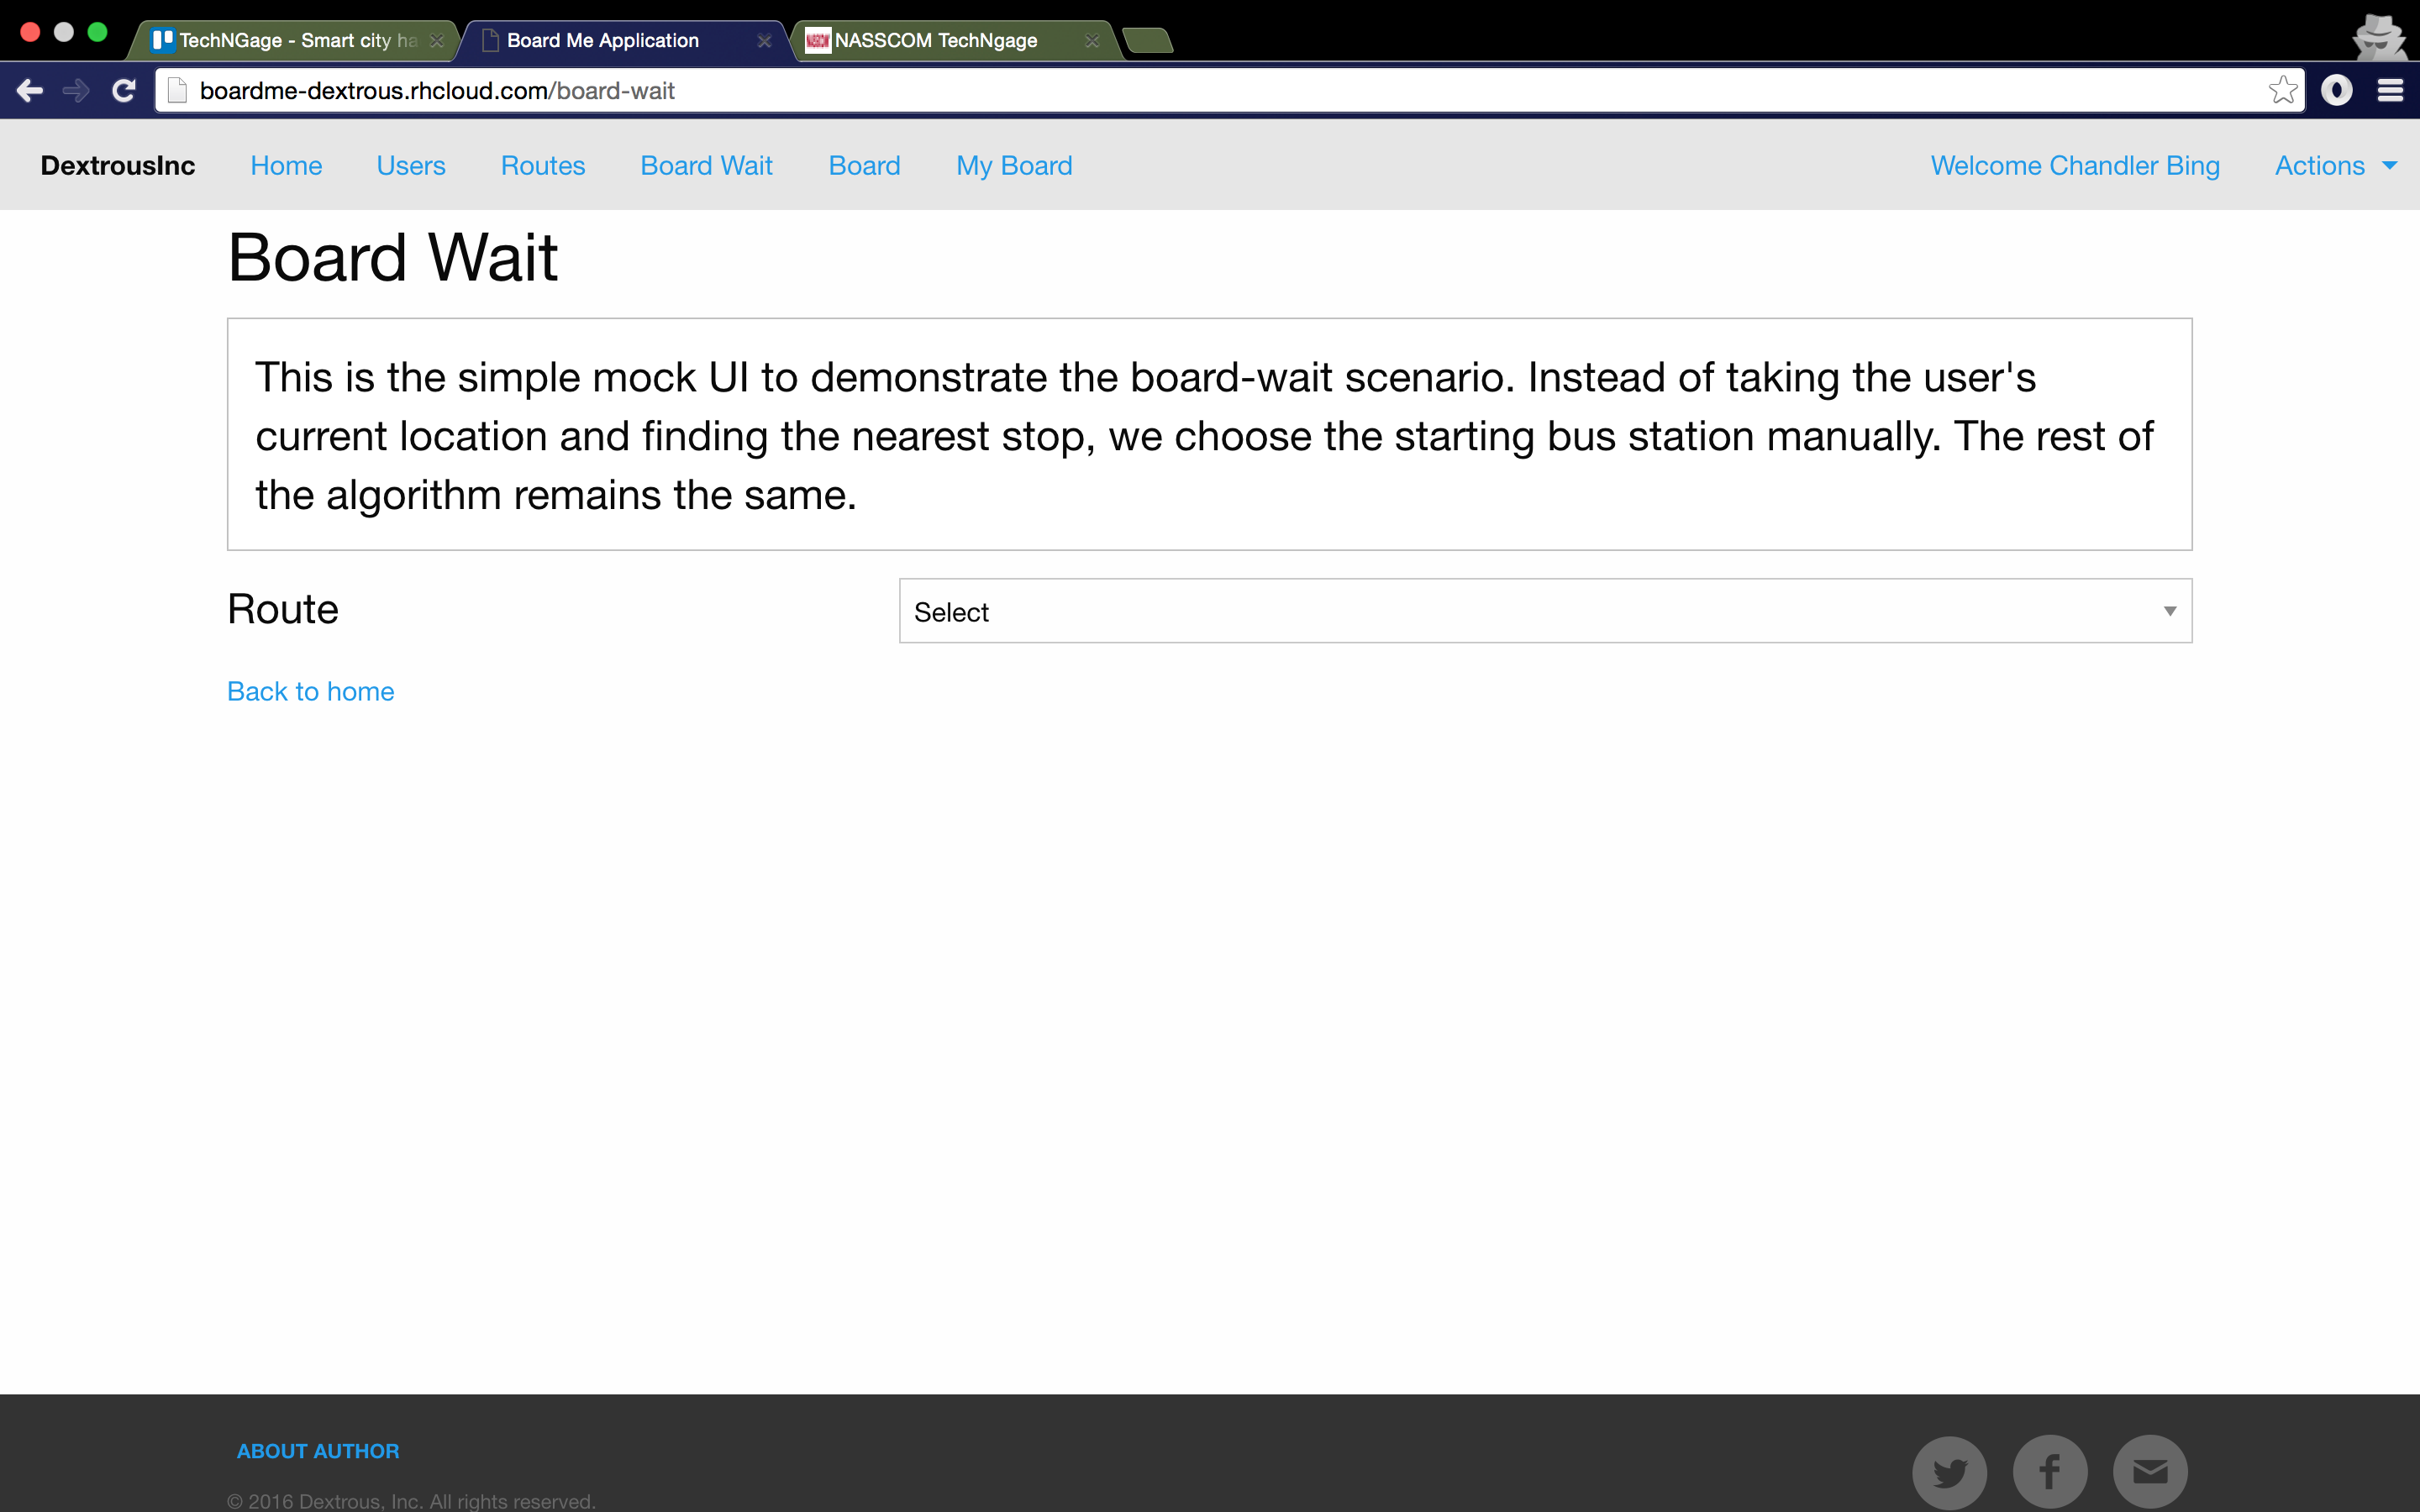 TechNGage - Smart city ha
Board Me Application
NASSCOM TechNgage
boardme-dextrous.rhcloud.com/board-wait
DextrousInc Home Users Routes Board Wait Board My Board Welcome Chandler Bing Actions
Board Wait
This is the simple mock UI to demonstrate the board-wait scenario. Instead of taking the user's
current location and finding the nearest stop, we choose the starting bus station manually. The rest of
the algorithm remains the same.
Route Select
Back to home
ABOUT AUTHOR
© 2016 Dextrous, Inc. All rights reserved.